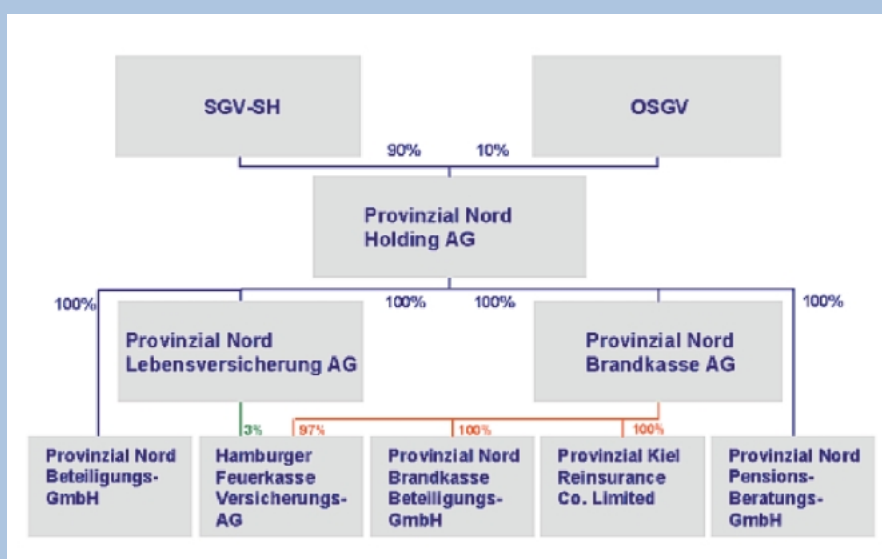 SGV-SH
OSGV
90%
10%
Provinzial Nord
Holding AG
100%
100%
100%
100%
Provinzial Nord
Lebensversicherung AG
Provinzial Nord
Brandkasse AG
3%
97%
100%
100%
Provinzial Nord
Beteiligungs-
GmbH
Hamburger
Feuerkasse
Versicherungs-
AG
Provinzial Nord
Brandkasse
Beteiligungs-
GmbH
Provinzial Kiel
Reinsurance
Co. Limited
Provinzial Nord
Pensions-
Beratungs-
GmbH